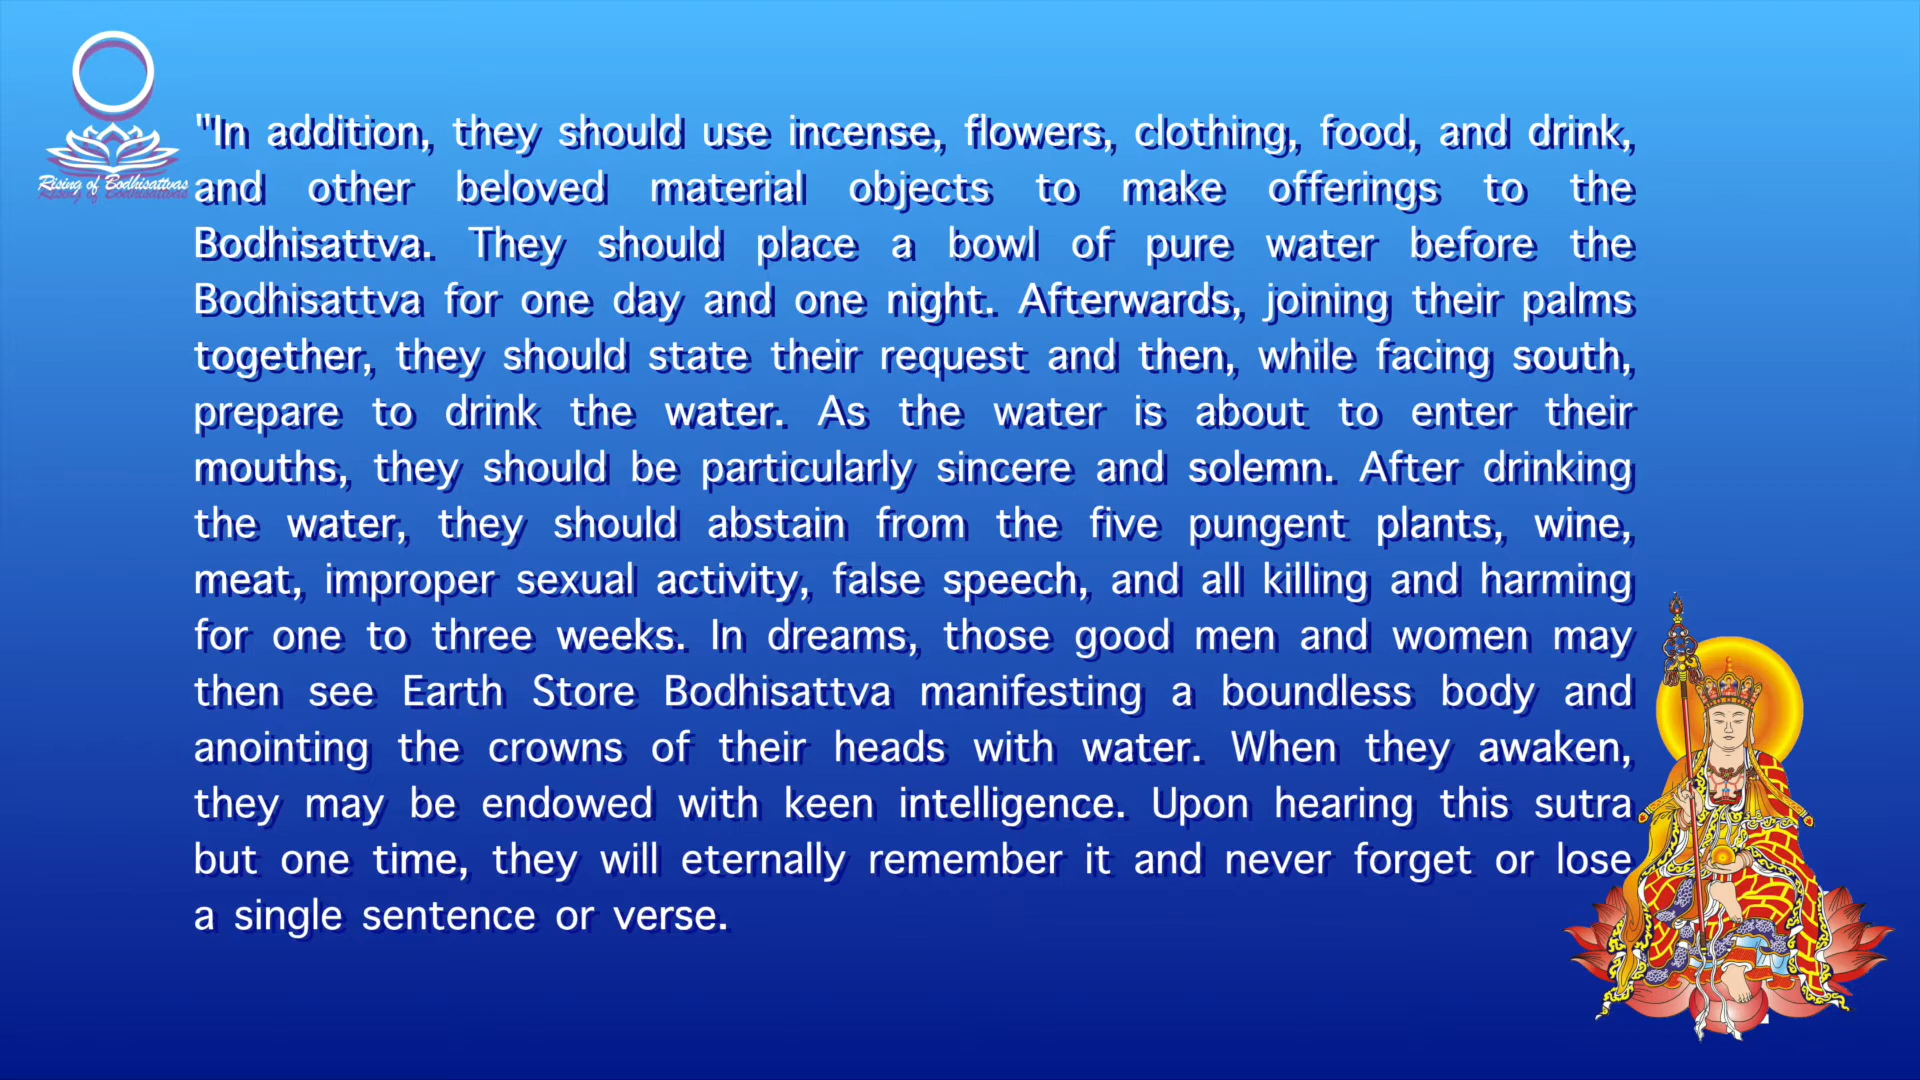 Rising of Bodhisattvas
"In addition, they should use incense, flowers, clothing, food, and drink,
and other beloved material objects to make offerings to the
Bodhisattva. They should place a bowl of pure water before the
Bodhisattva for one day and one night. Afterwards, joining their palms
together, they should state their request and then, while facing south,
prepare to drink the water. As the water is about to enter their
mouths, they should be particularly sincere and solemn. After drinking
the water, they should abstain from the five pungent plants, wine,
meat, improper sexual activity, false speech, and all killing and harming
for one to three weeks. In dreams, those good men and women may
then see Earth Store Bodhisattva manifesting a boundless body and
anointing the crowns of their heads with water. When they awaken,
they may be endowed with keen intelligence. Upon hearing this sutra
but one time, they will eternally remember it and never forget or lose
a single sentence or verse.